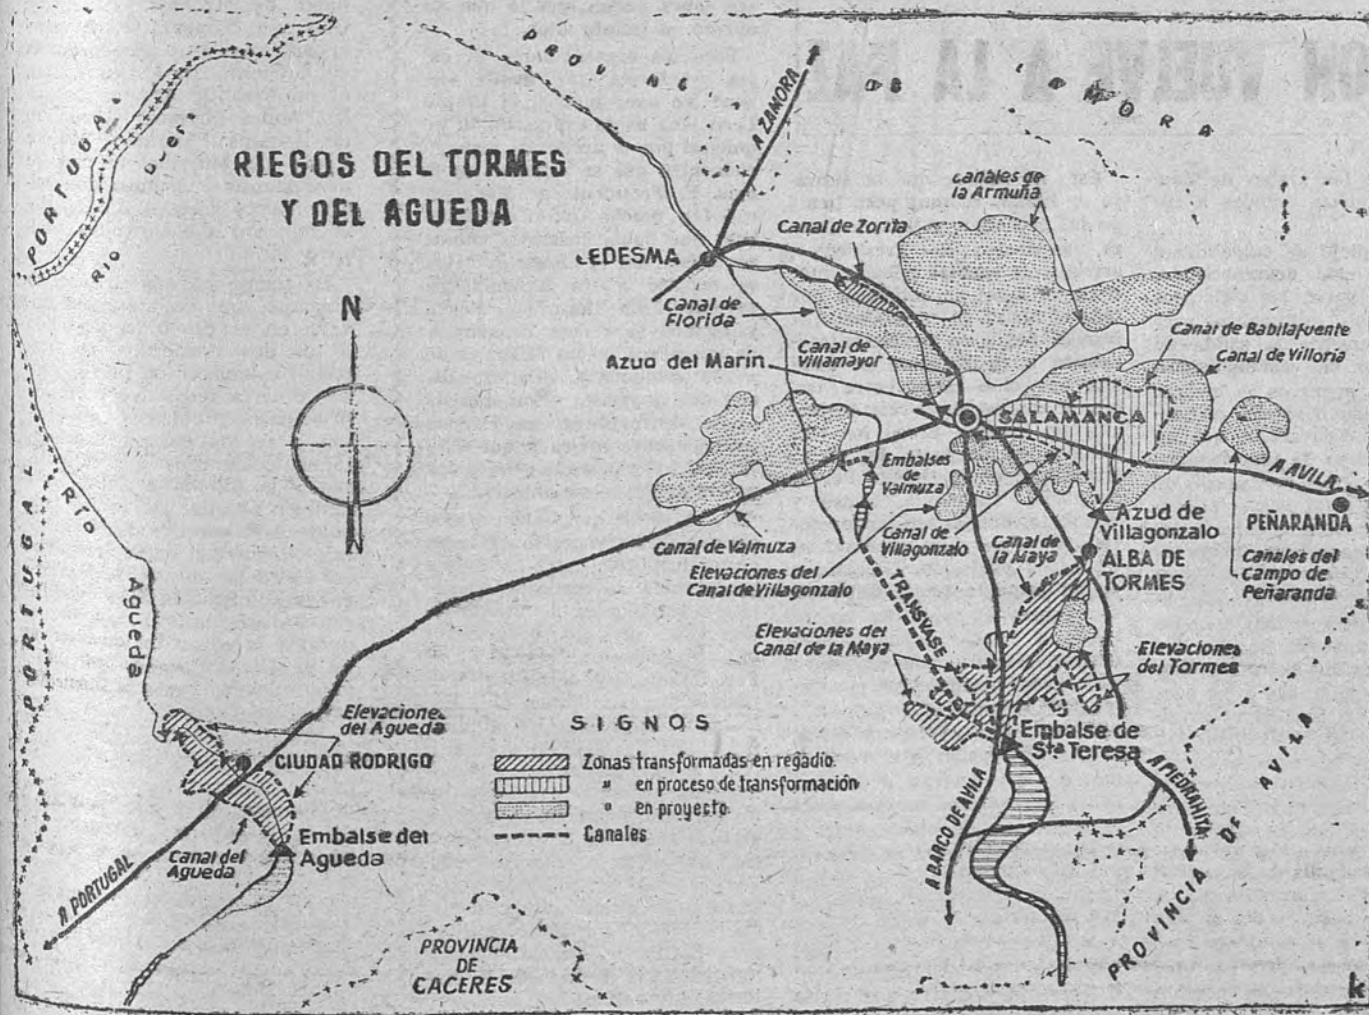 PROVINCIA DE ZAMORA
A ZAMORA
PORTUGAL
RIO Duero
RIEGOS DEL TORMES
Y DEL AGUEDA
Canales de
la Armuña
Canal de Zorita
LEDESMA
N
Canal de
Florida
Canal de
Villamayor
Azud del Marín
Canal de Babilafuente
Canal de Villoria
SALAMANCA
A AVILA
PEÑARANDA
Embalses
de
Valmuza
Azud de
Villagonzalo
Canal de Valmuza
Canal de
Villagonzalo
Canal de
la Maya
ALBA DE
TORMES
Canales del
Campo de
Peñaranda
Elevaciones del
Canal de Villagonzalo
TRANSVASE
PORTUGAL
Río
Agueda
Elevaciones del
Canal de la Maya
Elevaciones
del Tormes
Elevaciones
del Agueda
CIUDAD RODRIGO
Embalse de
Sta Teresa
SIGNOS
Zonas transformadas en regadío
" en proceso de transformación
" en proyecto
Canales
Canal del
Agueda
Embalse del
Agueda
A PORTUGAL
A BARCO DE AVILA
A PIEDRAHITA
PROVINCIA DE AVILA
PROVINCIA
DE
CACERES
k